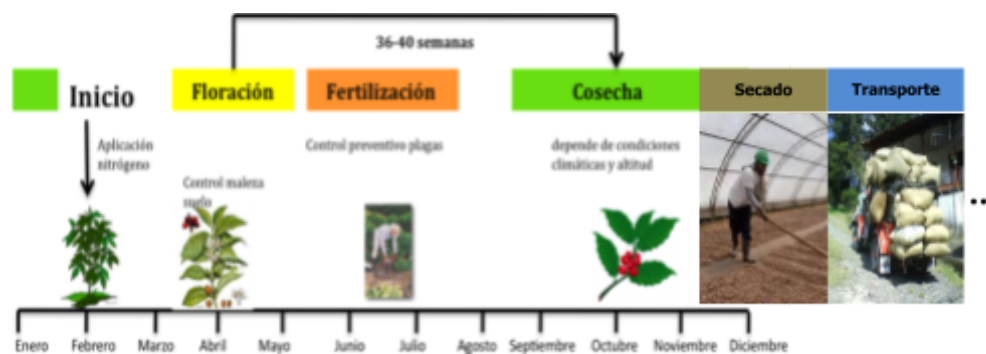 36-40 semanas
Inicio
Floración
Fertilización
Cosecha
Secado
Transporte
Aplicación
nitrógeno
Control maleza
suelo
Control preventivo plagas
depende de condiciones
climáticas y altitud
..
Enero
Febrero
Marzo
Abril
Mayo
Junio
Julio
Agosto
Septiembre
Octubre
Noviembre
Diciembre